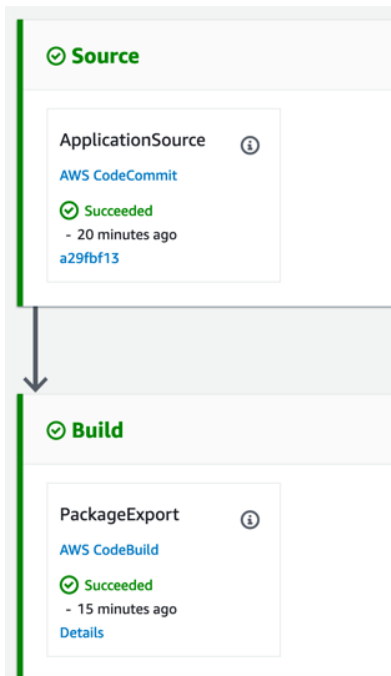 Source
ApplicationSource
AWS CodeCommit
Succeeded
- 20 minutes ago
a29fbf13
Build
PackageExport
AWS CodeBuild
Succeeded
- 15 minutes ago
Details